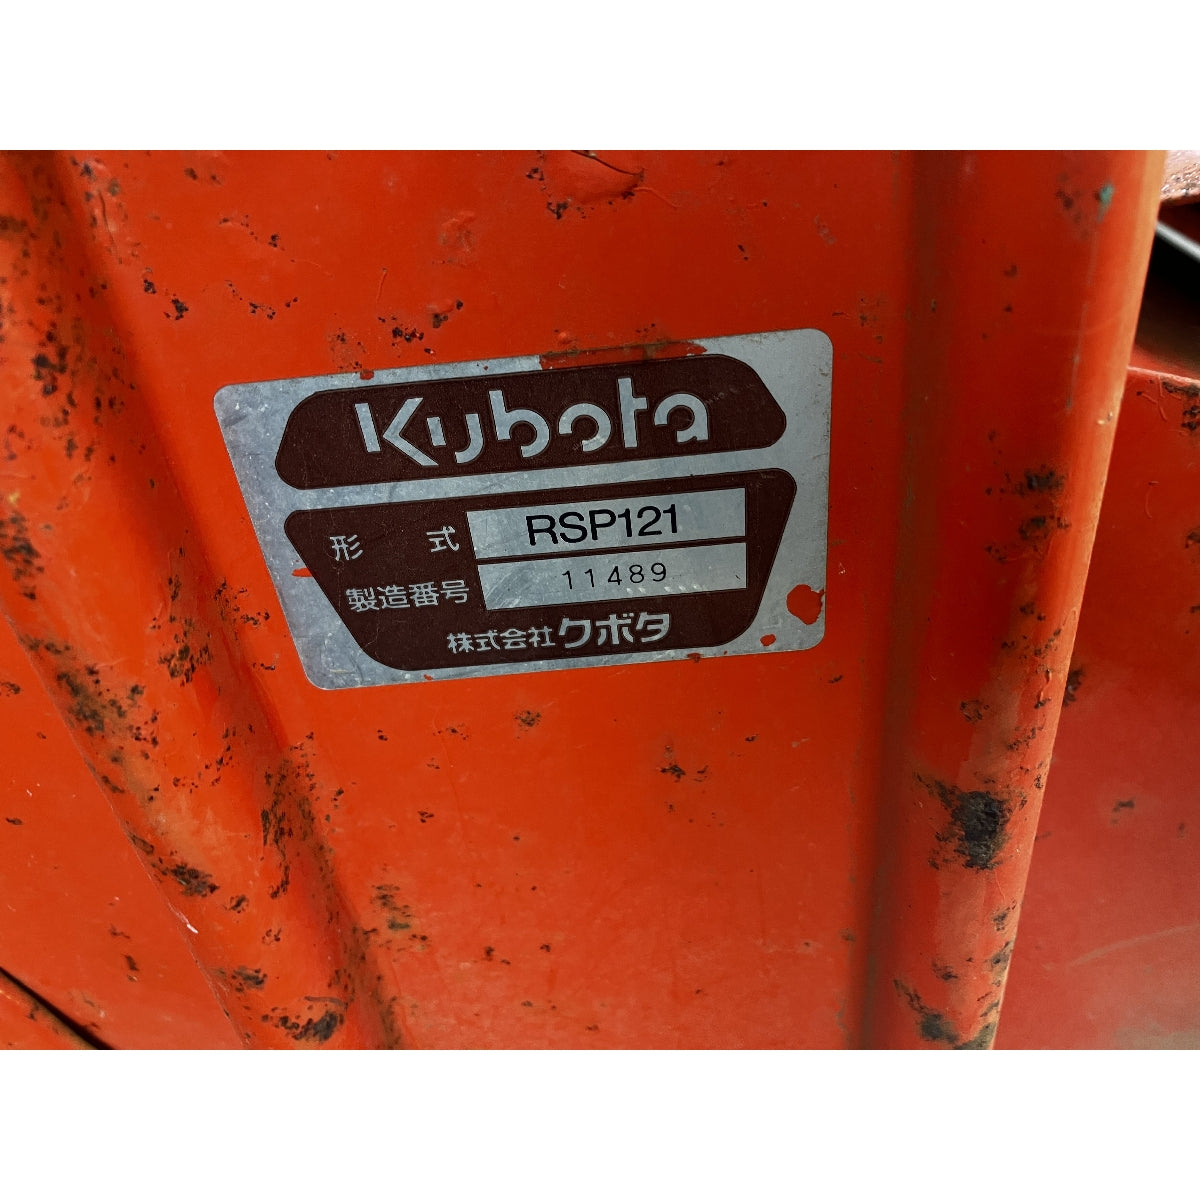 Kubota
形式 RSP121
製造番号 11489
株式会社クボタ